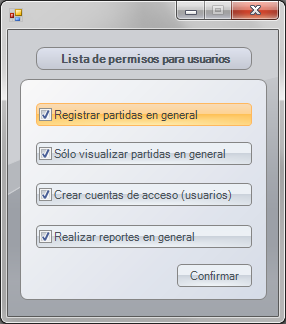 Lista de permisos para usuarios
Registrar partidas en general
Sólo visualizar partidas en general
Crear cuentas de acceso (usuarios)
Realizar reportes en general
Confirmar